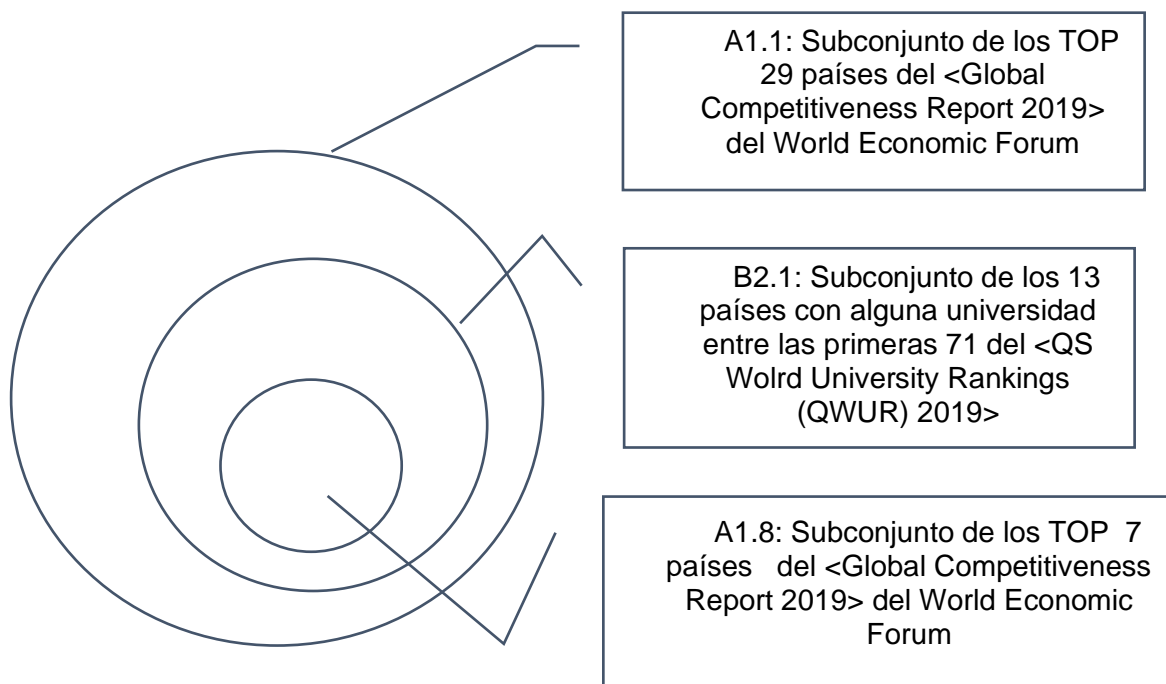 A1.1: Subconjunto de los TOP
29 países del <Global
Competitiveness Report 2019>
del World Economic Forum
B2.1: Subconjunto de los 13
países con alguna universidad
entre las primeras 71 del <QS
Wolrd University Rankings
(QWUR) 2019>
A1.8: Subconjunto de los TOP 7
países del <Global Competitiveness
Report 2019> del World Economic
Forum